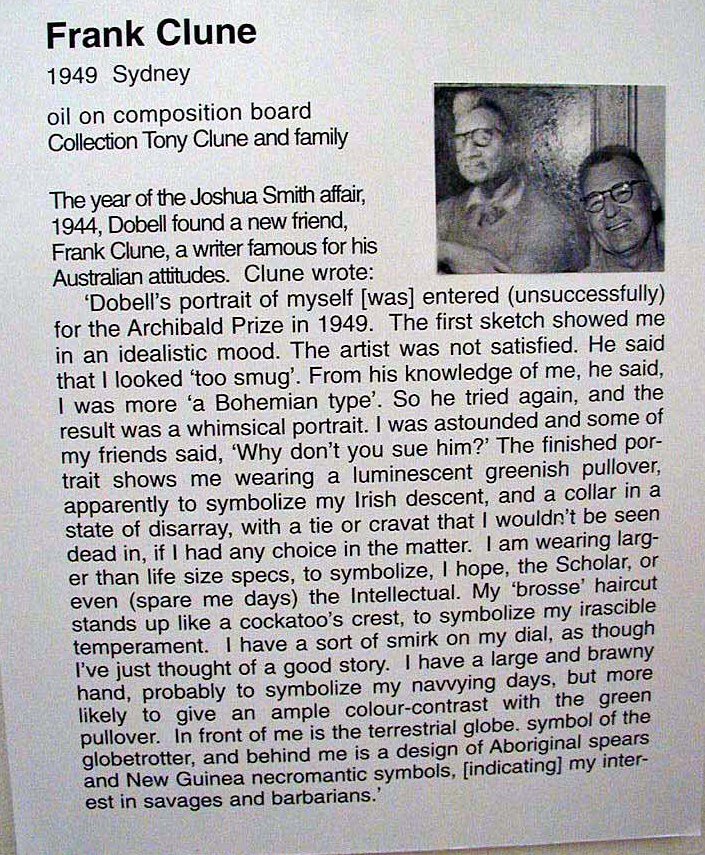 Frank Clune
1949 Sydney
oil on composition board
Collection Tony Clune and family
The year of the Joshua Smith affair,
1944, Dobell found a new friend,
Frank Clune, a writer famous for his
Australian attitudes. Clune wrote:
'Dobell's portrait of myself [was] entered (unsuccessfully)
for the Archibald Prize in 1949. The first sketch showed me
in an idealistic mood. The artist was not satisfied. He said
that I looked 'too smug'. From his knowledge of me, he said,
I was more 'a Bohemian type'. So he tried again, and the
result was a whimsical portrait. I was astounded and some of
my friends said, 'Why don't you sue him?' The finished por-
trait shows me wearing a luminescent greenish pullover,
apparently to symbolize my Irish descent, and a collar in a
state of disarray, with a tie or cravat that I wouldn't be seen
dead in, if I had any choice in the matter. I am wearing larg-
er than life size specs, to symbolize, I hope, the Scholar, or
even (spare me days) the Intellectual. My 'brosse' haircut
stands up like a cockatoo's crest, to symbolize my irascible
temperament. I have a sort of smirk on my dial, as though
I've just thought of a good story. I have a large and brawny
hand, probably to symbolize my navvying days, but more
likely to give an ample colour-contrast with the green
pullover. In front of me is the terrestrial globe. symbol of the
globetrotter, and behind me is a design of Aboriginal spears
and New Guinea necromantic symbols, [indicating] my inter-
est in savages and barbarians.'